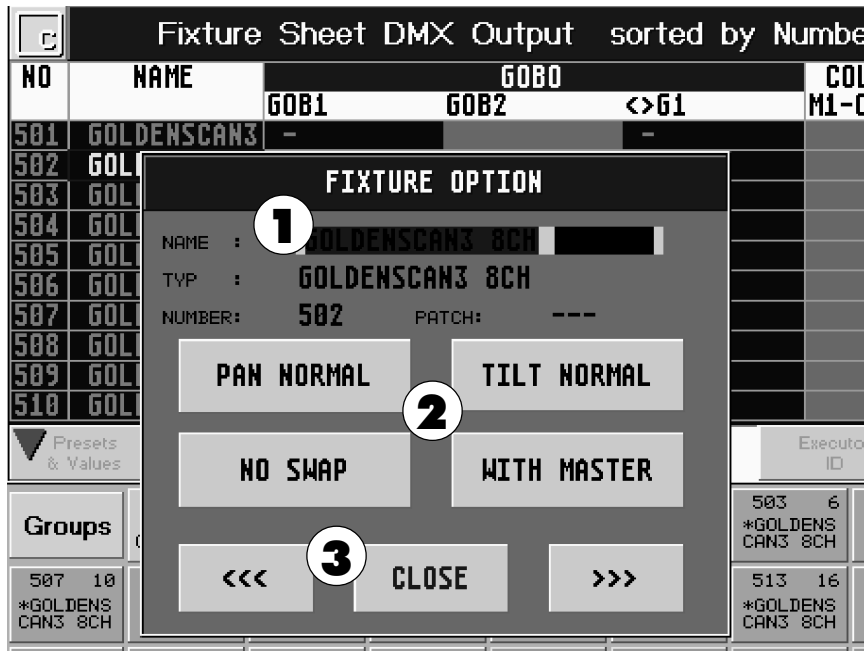 C Fixture Sheet DMX Output sorted by Numbe
NO NAME GOBO COL
GOB1 GOB2 <>G1 M1-C
501 GOLDENSCAN3 - -
502 GOL
503 GOL
504 GOL
505 GOL
506 GOL
507 GOL
508 GOL
509 GOL
510 GOL
FIXTURE OPTION
1
NAME : GOLDENSCAN3 8CH
TYP : GOLDENSCAN3 8CH
NUMBER: 502 PATCH: ---
PAN NORMAL TILT NORMAL
2
NO SWAP WITH MASTER
3
<<< CLOSE >>>
Presets
& Values
Executo
ID
Groups
503 6
*GOLDENS
CAN3 8CH
507 10
*GOLDENS
CAN3 8CH
513 16
*GOLDENS
CAN3 8CH